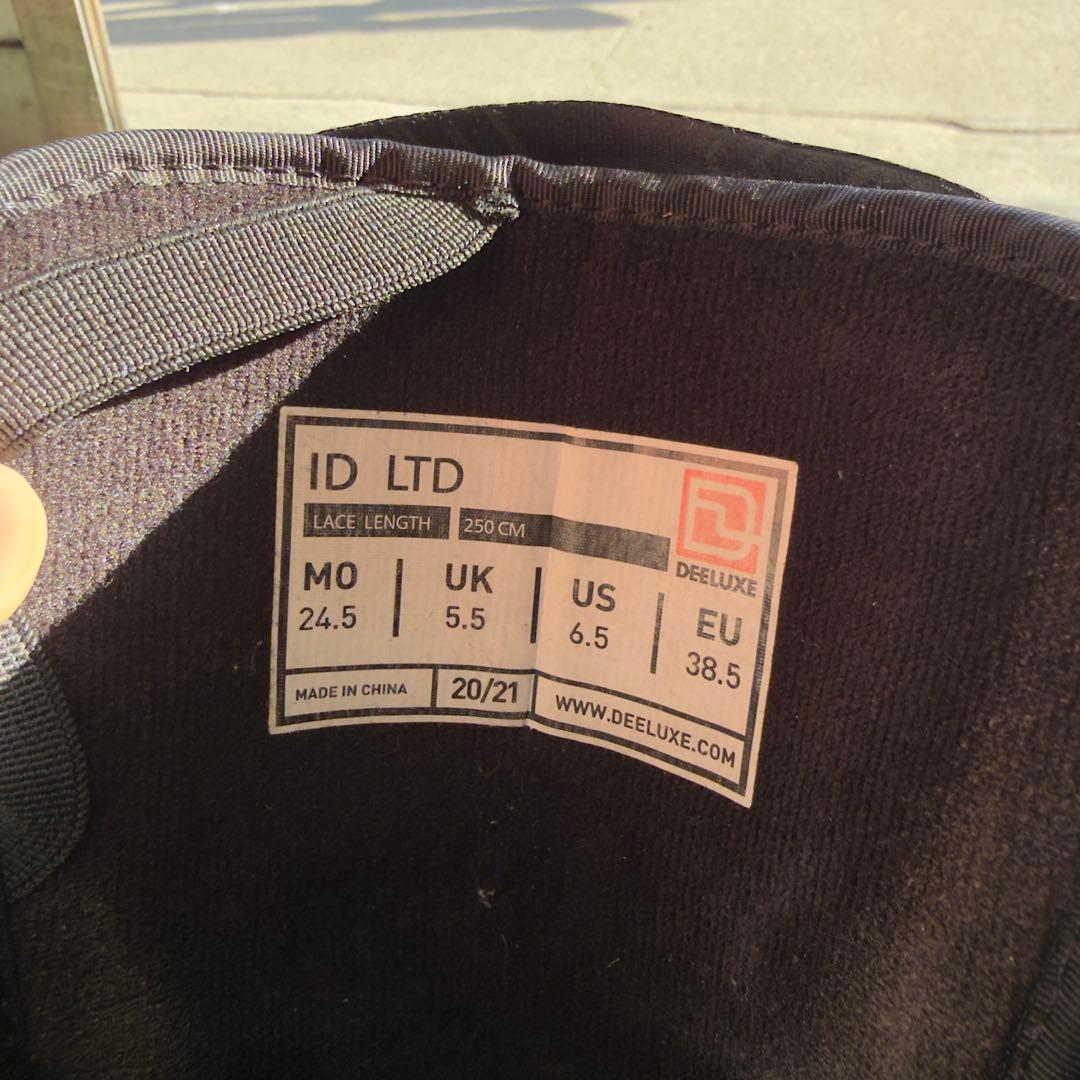 ID LTD
LACE LENGTH 250 CM
DEELUXE
MO UK US EU
24.5 5.5 6.5 38.5
MADE IN CHINA 20/21 WWW.DEELUXE.COM